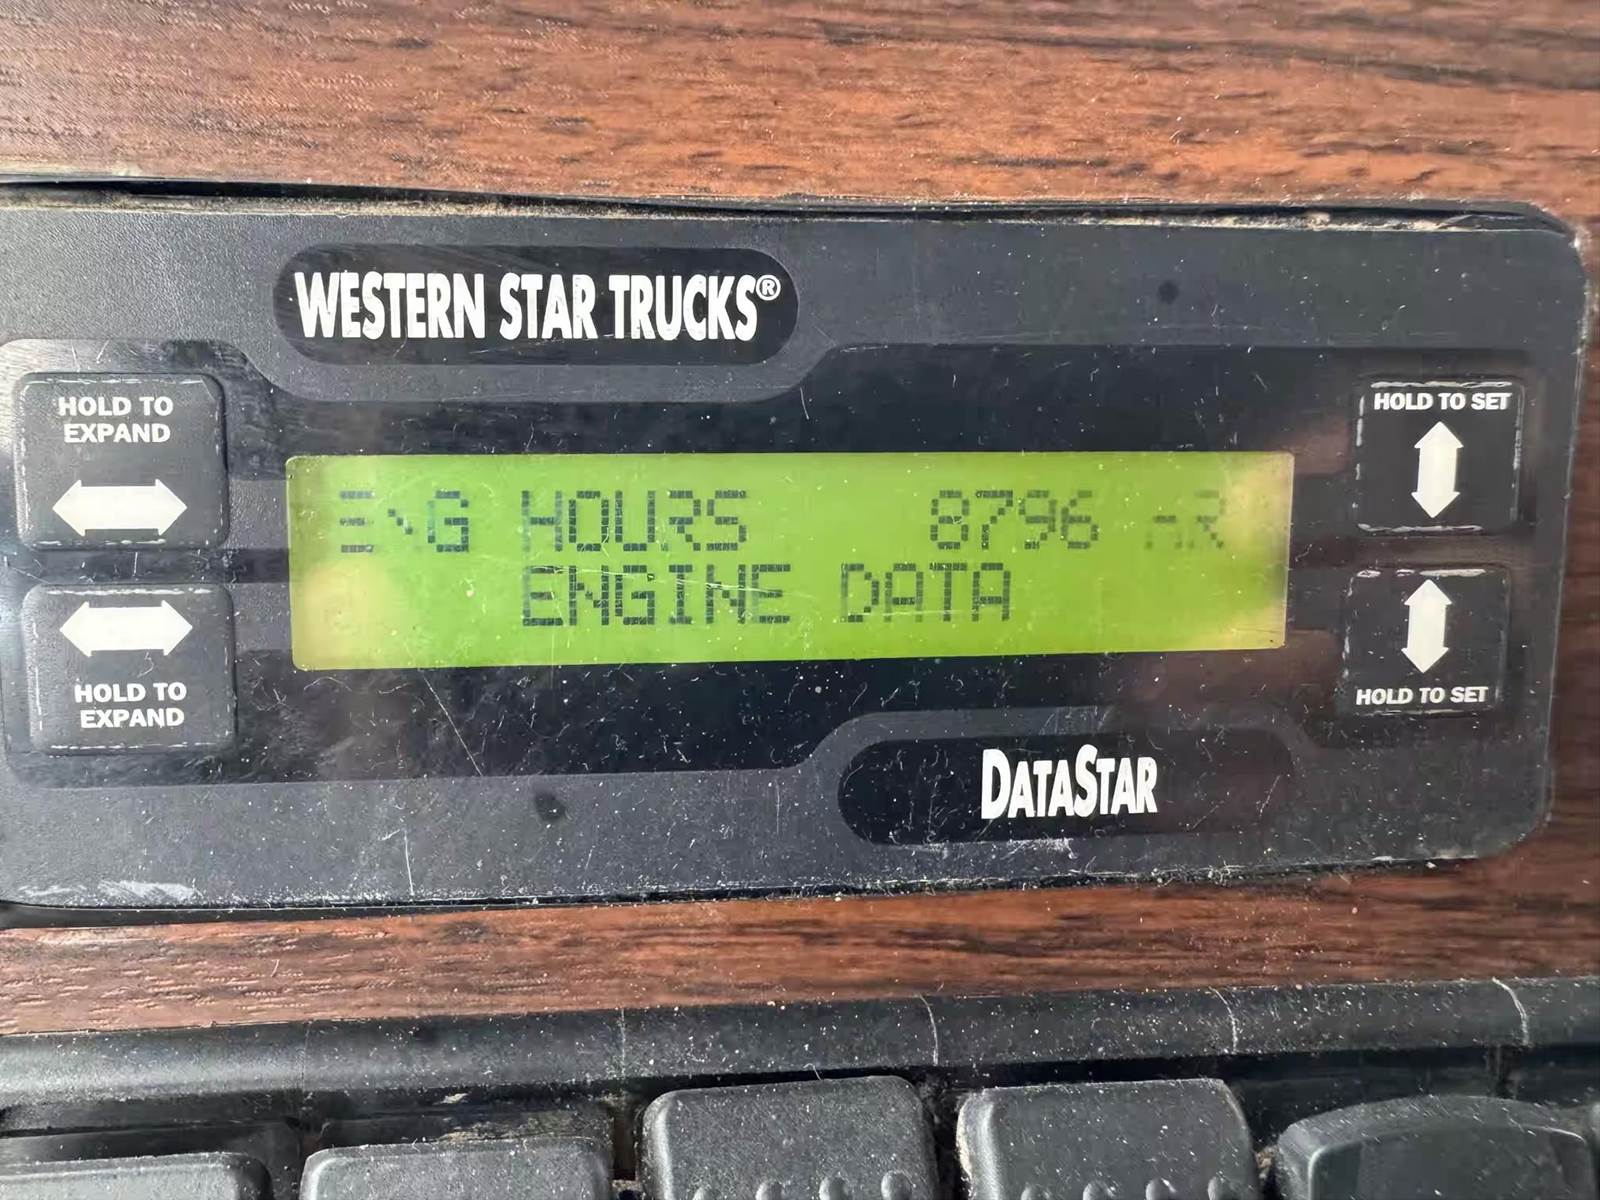 WESTERN STAR TRUCKS®
HOLD TO
EXPAND
HOLD TO SET
ENG HOURS 8796 HR
ENGINE DATA
HOLD TO
EXPAND
HOLD TO SET
DATASTAR